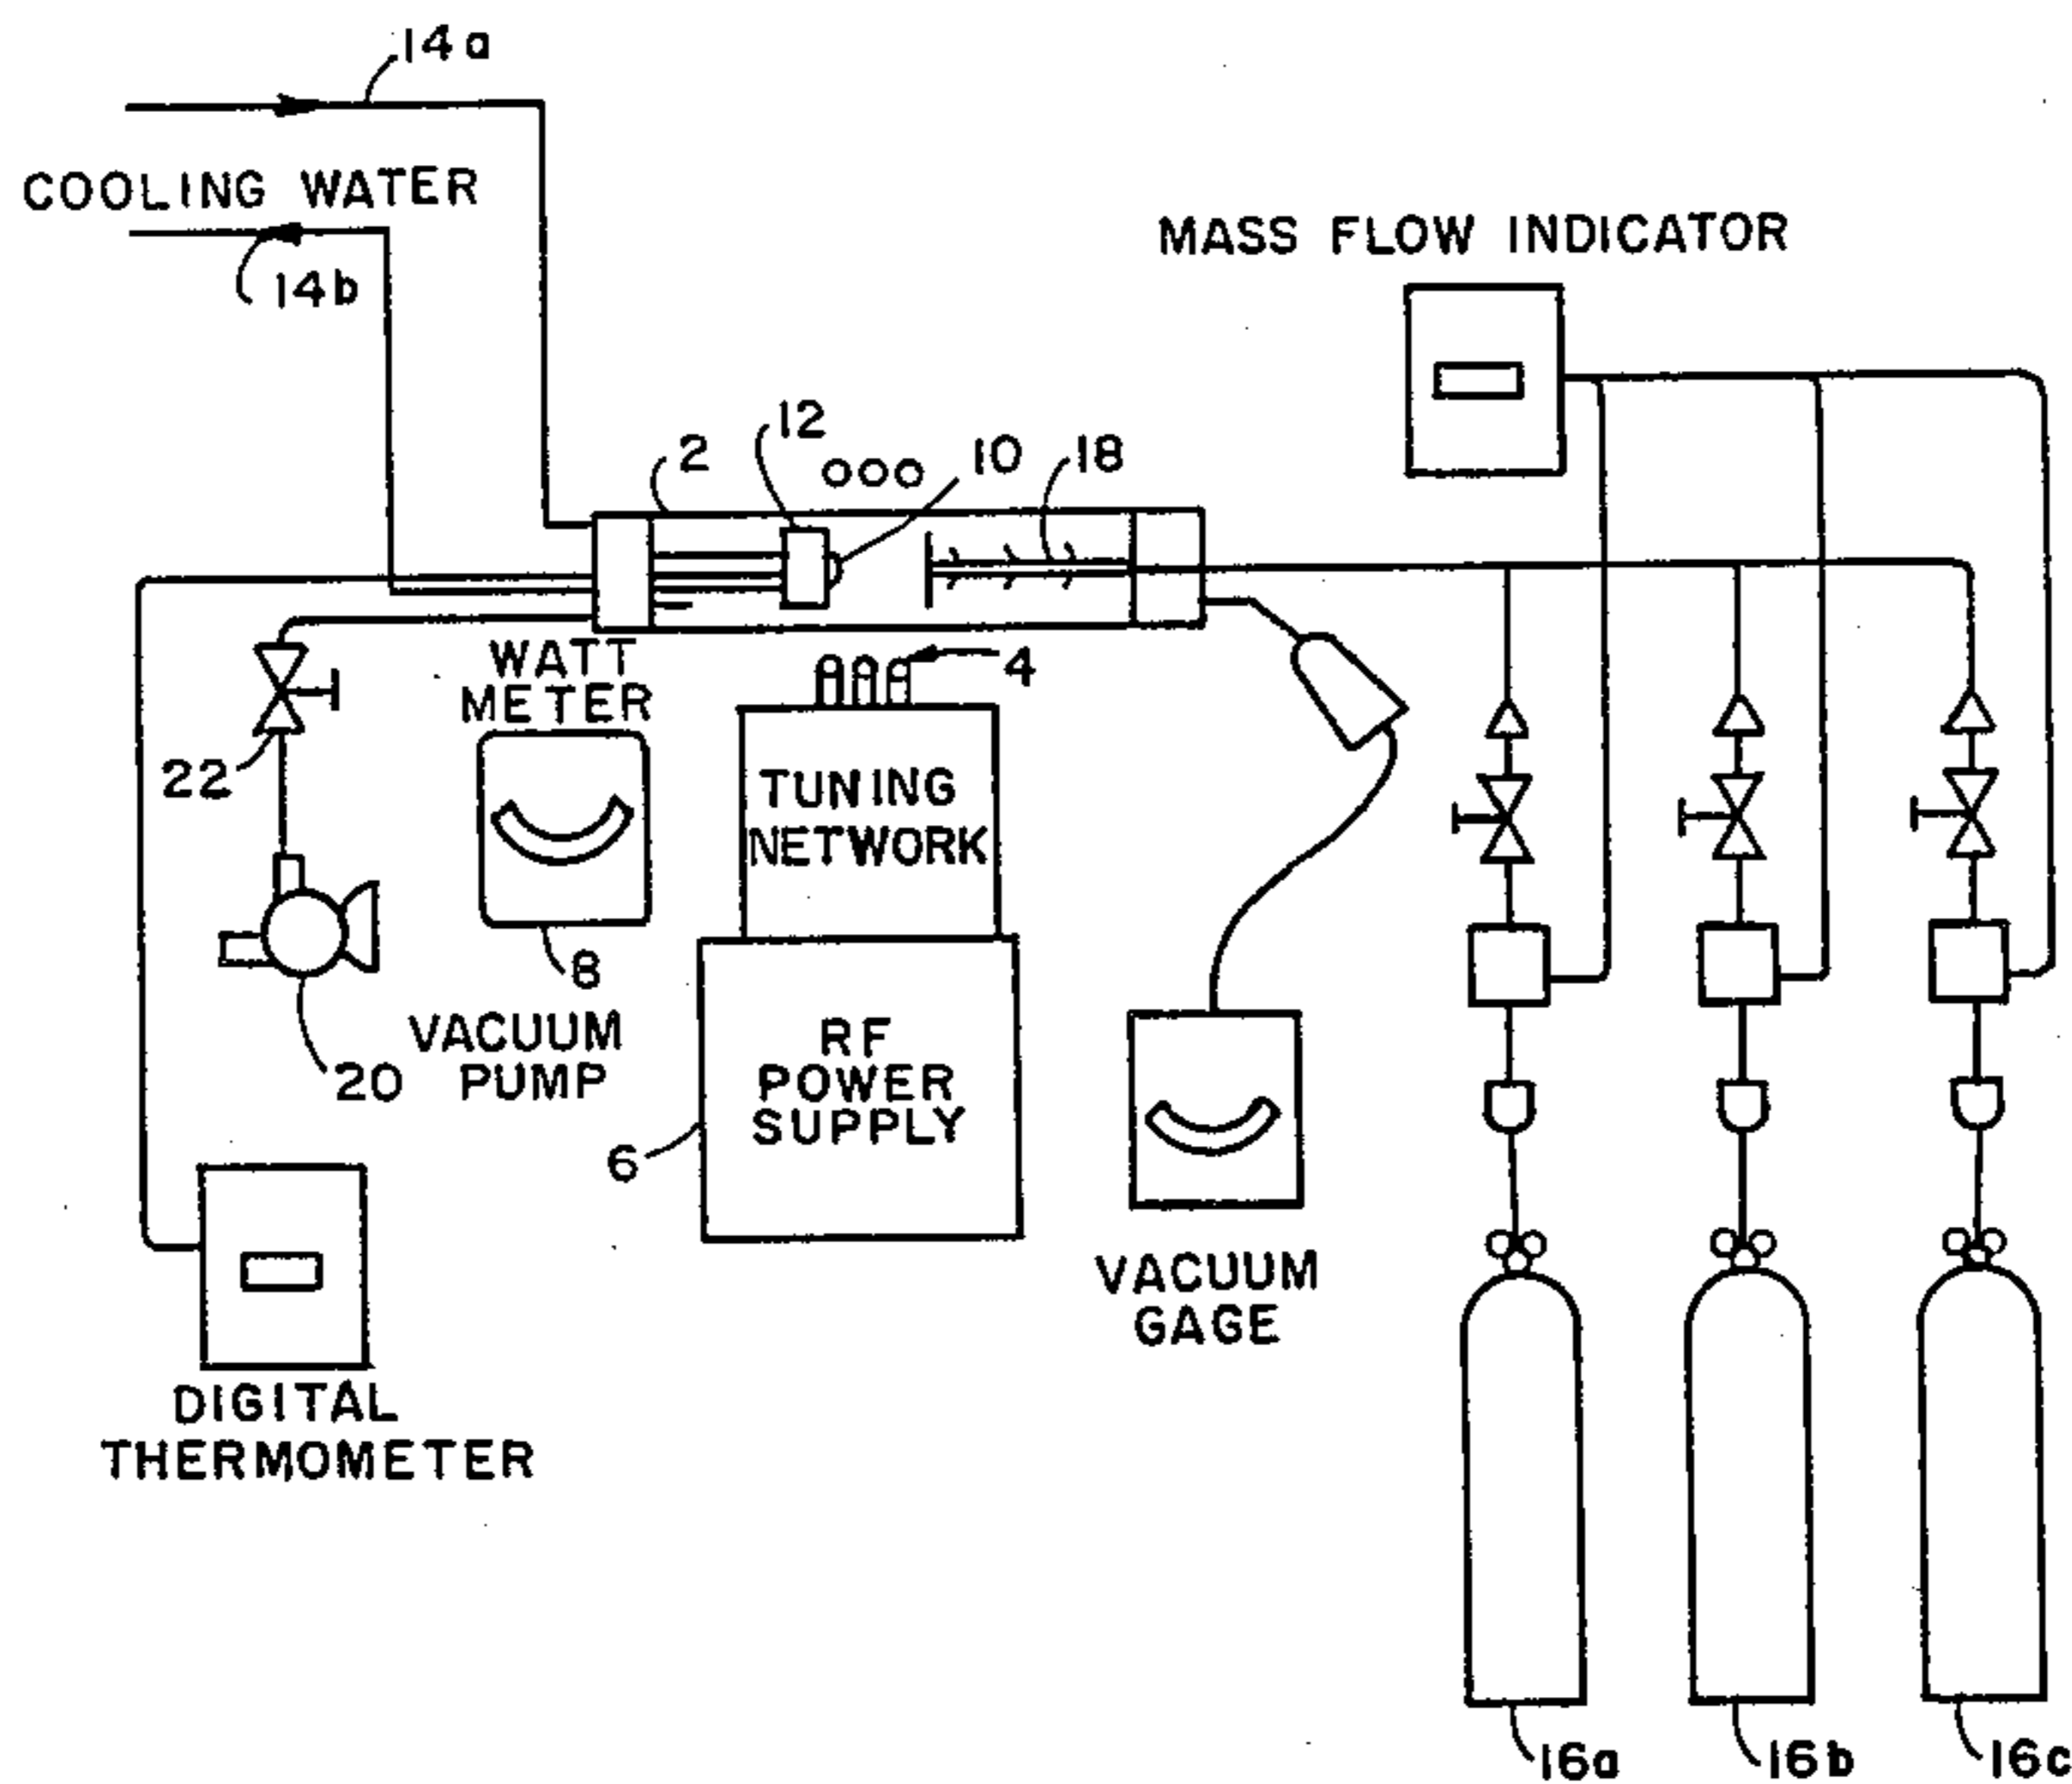 14a
COOLING WATER
14b
MASS FLOW INDICATOR
2
12
10
18
WATT
METER
4
22
TUNING
NETWORK
8
VACUUM
PUMP
20
RF
POWER
SUPPLY
6
VACUUM
GAGE
DIGITAL
THERMOMETER
16a
16b
16c